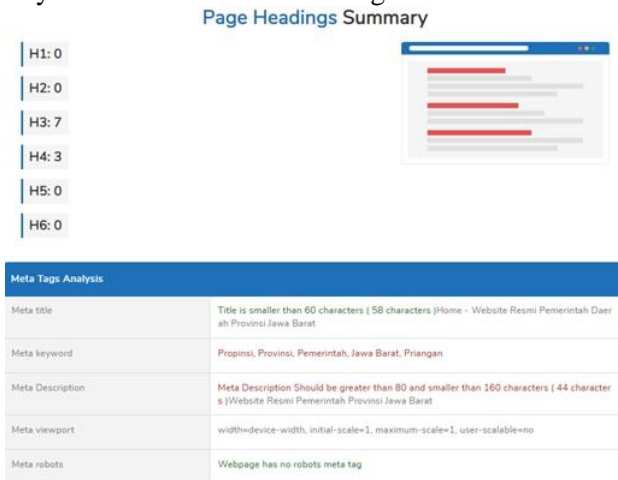 Page Headings Summary
H1: 0
H2: 0
H3: 7
H4: 3
H5: 0
H6: 0
Meta Tags Analysis
Meta title
Title is smaller than 60 characters ( 58 characters )Home - Website Resmi Pemerintah Daer
ah Provinsi Jawa Barat
Meta keyword
Propinsi, Provinsi, Pemerintah, Jawa Barat, Priangan
Meta Description
Meta Description Should be greater than 80 and smaller than 160 characters ( 44 character
s )Website Resmi Pemerintah Provinsi Jawa Barat
Meta viewport
width=device-width, initial-scale=1, maximum-scale=1, user-scalable=no
Meta robots
Webpage has no robots meta tag